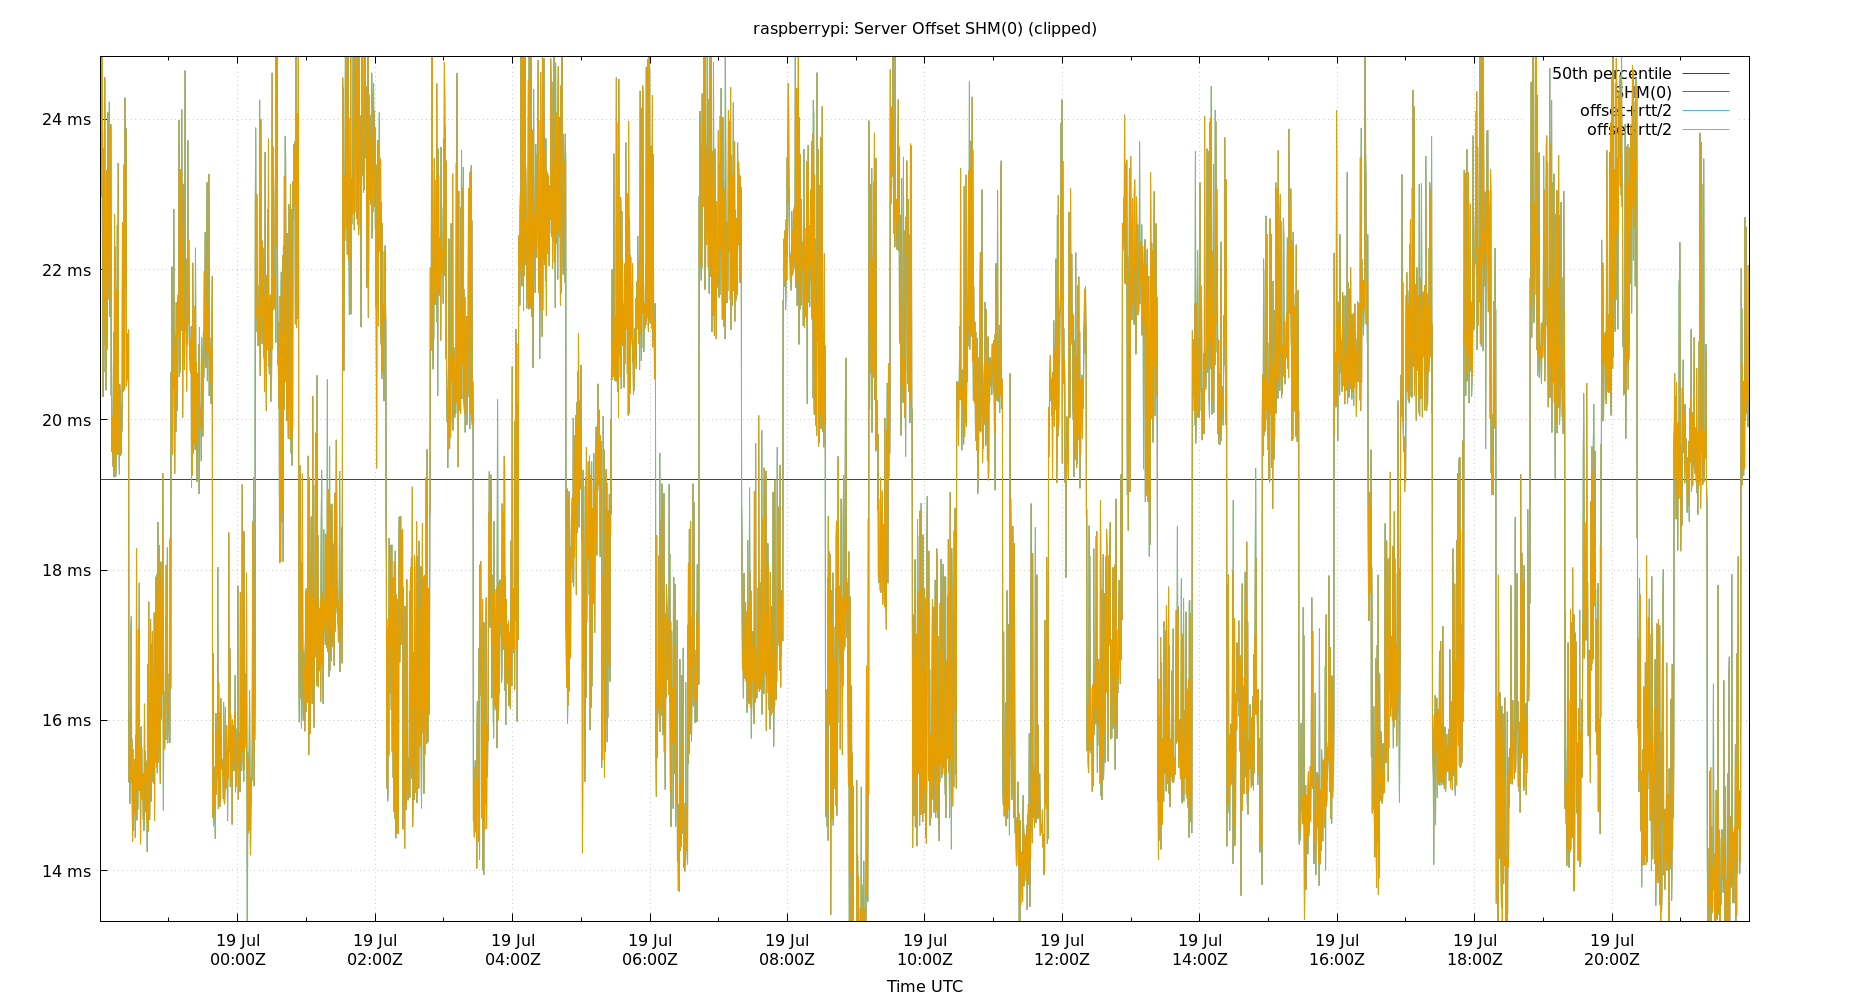 raspberrypi: Server Offset SHM(0) (clipped)
50th percentile
SHM(0)
offset+rtt/2
offset-rtt/2
24 ms
22 ms
20 ms
18 ms
16 ms
14 ms
19 Jul 19 Jul 19 Jul 19 Jul 19 Jul 19 Jul 19 Jul 19 Jul 19 Jul 19 Jul 19 Jul
00:00Z 02:00Z 04:00Z 06:00Z 08:00Z 10:00Z 12:00Z 14:00Z 16:00Z 18:00Z 20:00Z
Time UTC